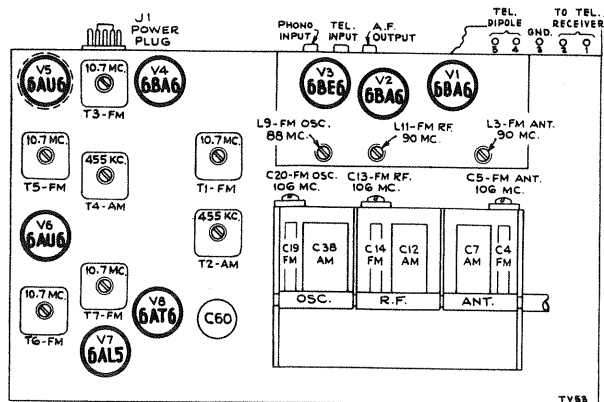 J1
POWER
PLUG
PHONO
INPUT
TEL.
INPUT
A.F.
OUTPUT
TEL.
DIPOLE
GND.
TO TEL.
RECEIVER
5 4 3 2 1
V5
6AU6
10.7 MC.
T3-FM
V4
6BA6
V3
6BE6
V2
6BA6
V1
6BA6
L9-FM OSC.
88 MC.
L11-FM RF.
90 MC.
L3-FM ANT.
90 MC.
10.7 MC.
T5-FM
455 KC.
T4-AM
10.7 MC.
T1-FM
C20-FM OSC.
106 MC.
C13-FM RF.
106 MC.
C5-FM ANT.
106 MC.
V6
6AU6
455 KC.
T2-AM
C19
FM
C38
AM
C14
FM
C12
AM
C7
AM
C4
FM
OSC.
R.F.
ANT.
10.7 MC.
T6-FM
10.7 MC.
T7-FM
V8
6AT6
C60
V7
6AL5